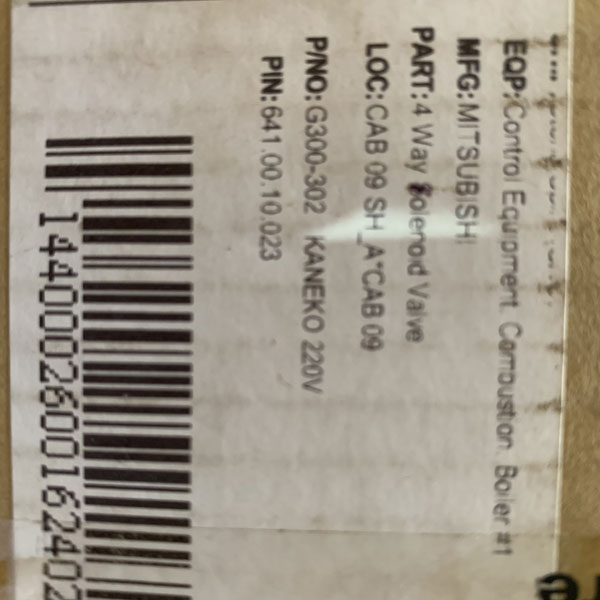 EQP: Control Equipment, Combustion, Boiler #1
MFG: MITSUBISHI
PART: 4 Way Solenoid Valve
LOC: CAB 09 SH_A*CAB 09
P/NO: G300-302 KANEKO 220V
PIN: 641.00.10.023
1440002600162402